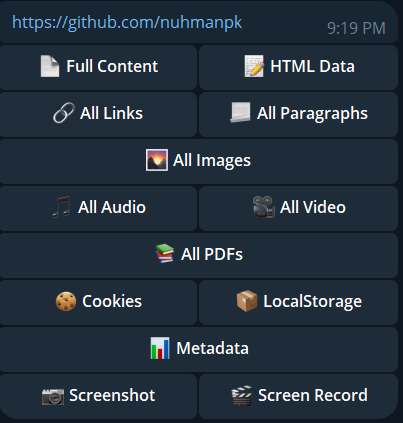 https://github.com/nuhmanpk
9:19 PM
Full Content
HTML Data
All Links
All Paragraphs
All Images
All Audio
All Video
All PDFs
Cookies
LocalStorage
Metadata
Screenshot
Screen Record